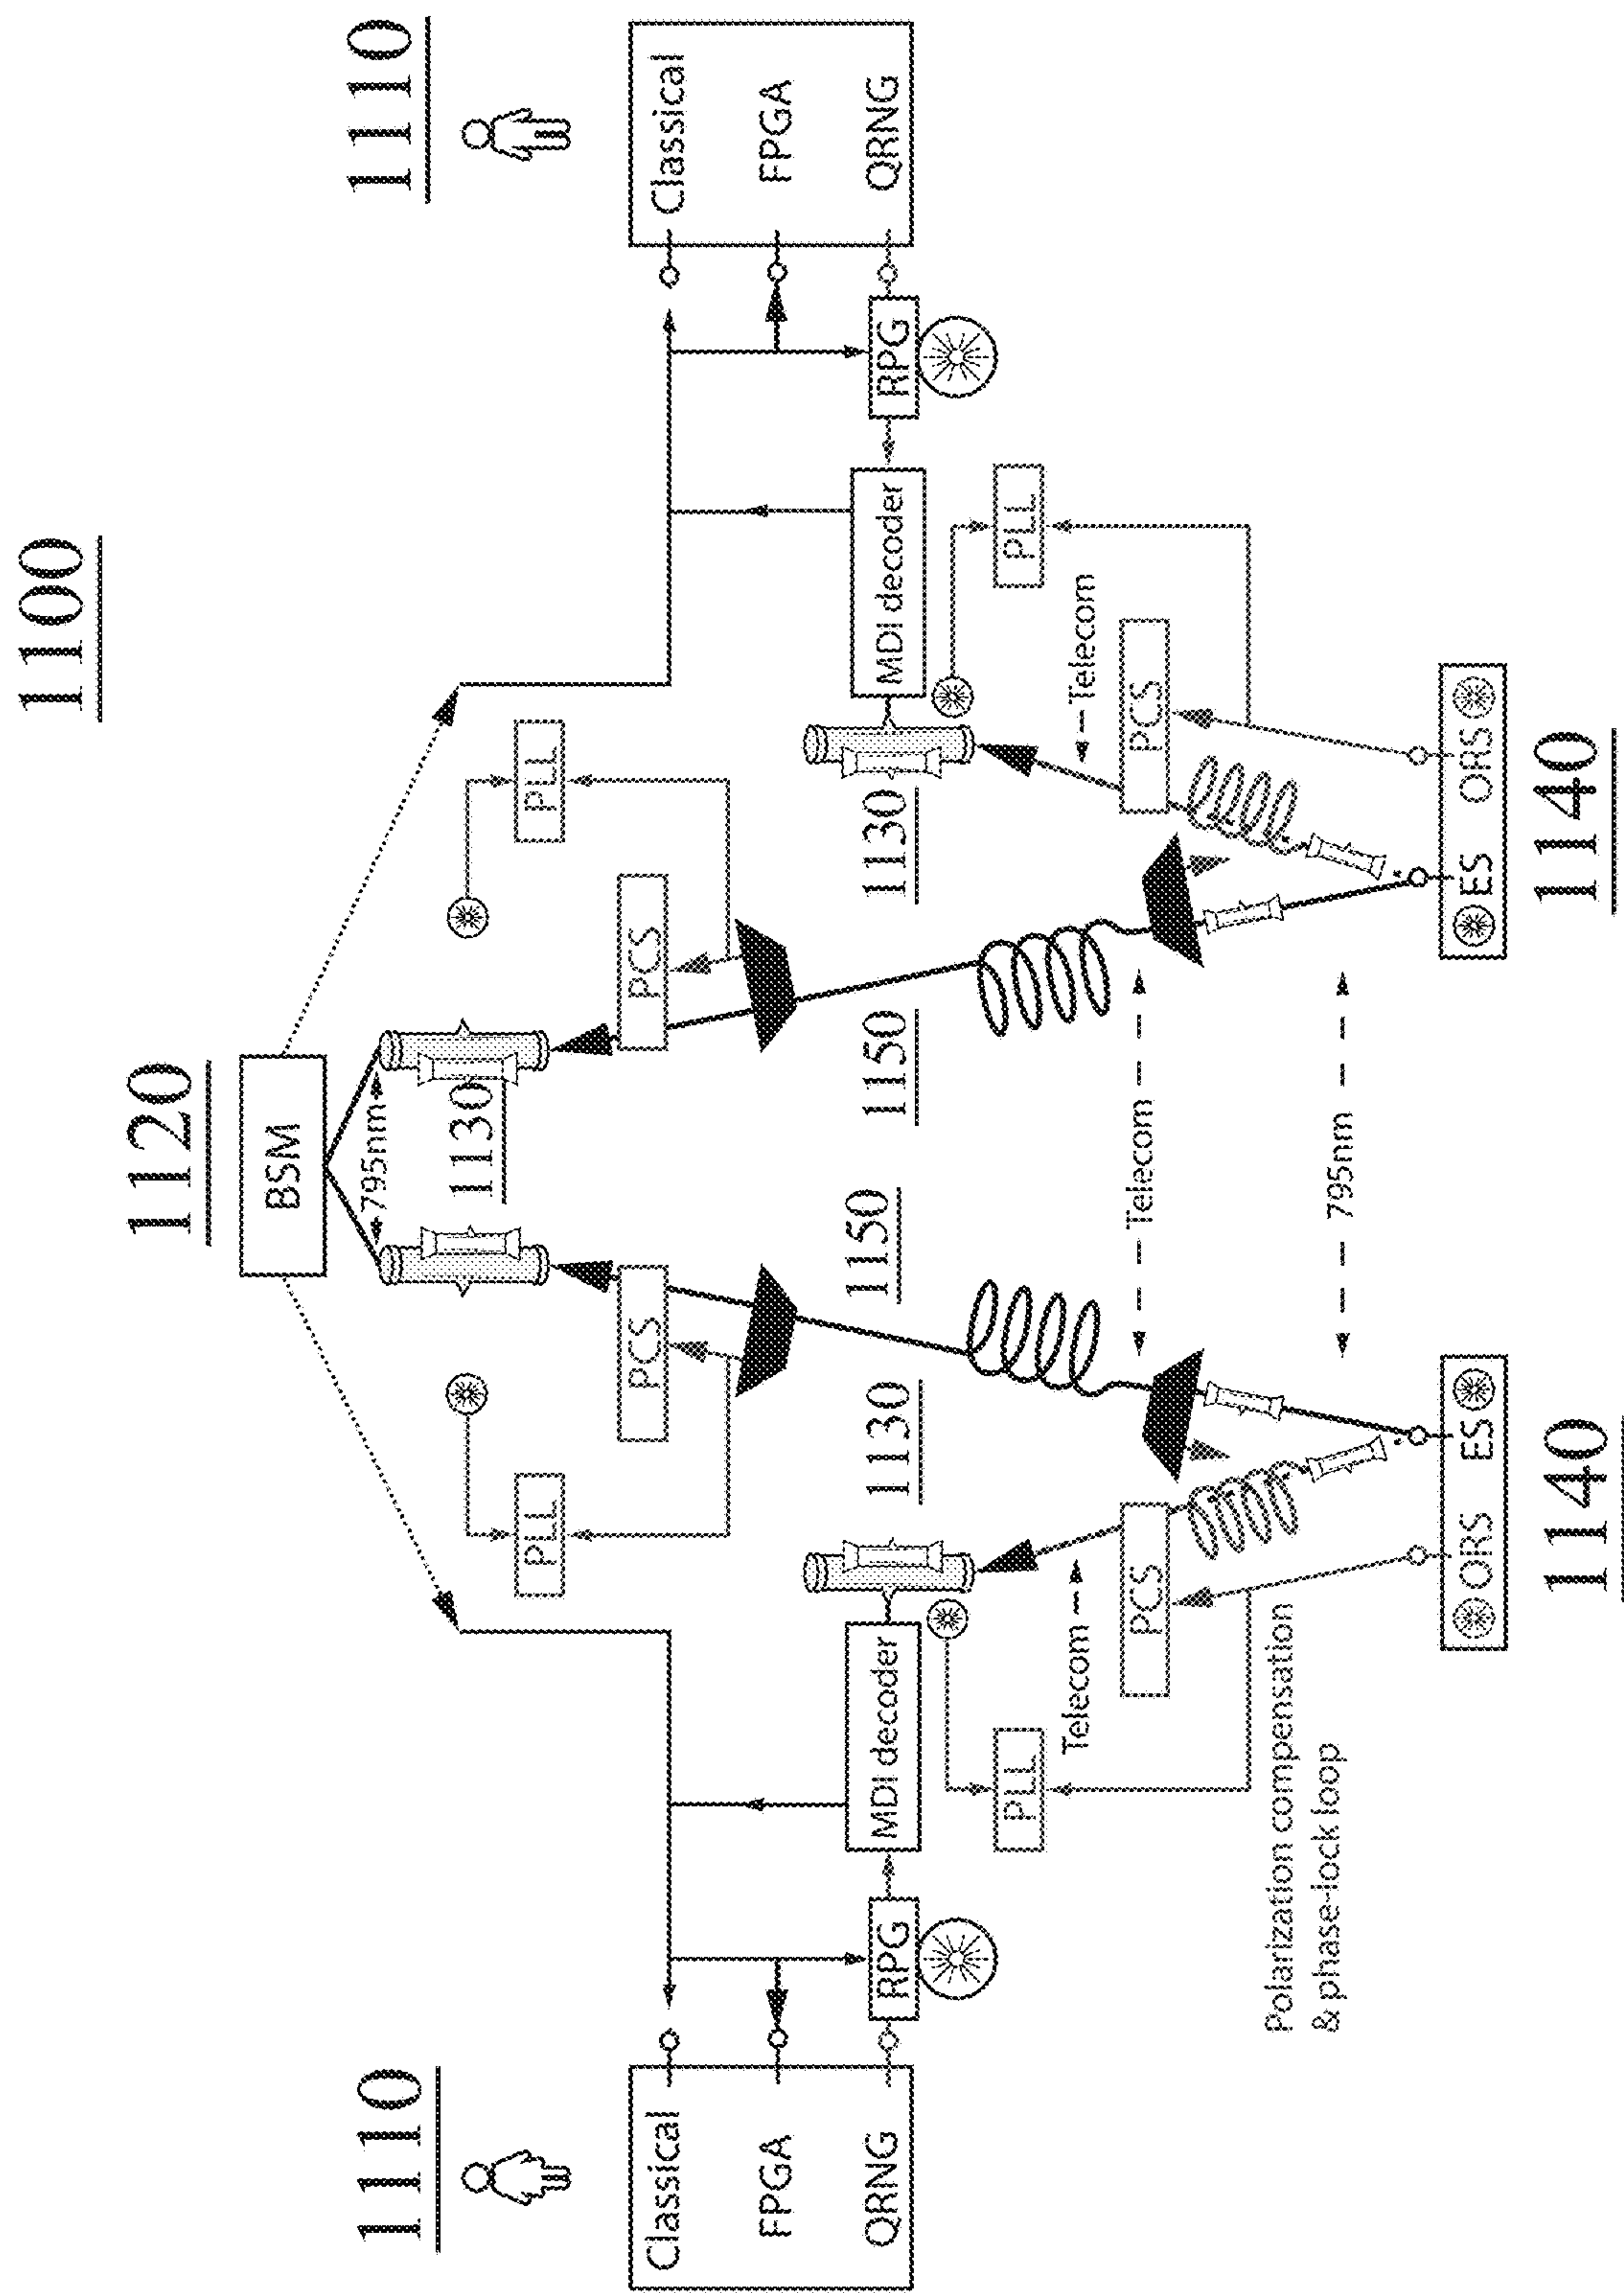 1100
1110
1120
1110
BSM
795nm
1130
PLL
PLL
PCS
PCS
Classical
FPGA
QRNG
Classical
FPGA
QRNG
RPG
MDI decoder
1130
1150
1150
1130
MDI decoder
RPG
PLL
Telecom
PCS
Telecom
PLL
Telecom
PCS
795nm
Polarization compensation
& phase-lock loop
ORS
ES
ES
ORS
1140
1140